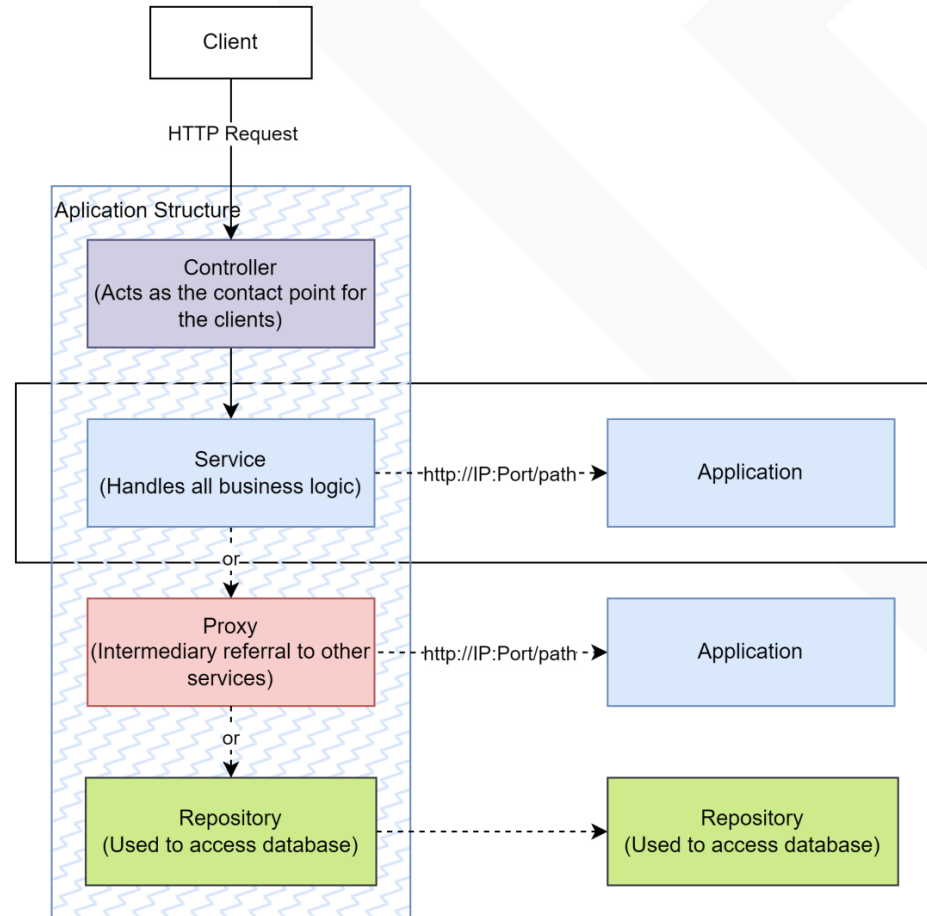 Client
HTTP Request
Aplication Structure
Controller
(Acts as the contact point for
the clients)
Service
(Handles all business logic)
http://IP:Port/path
Application
or
Proxy
(Intermediary referral to other
services)
http://IP:Port/path
Application
or
Repository
(Used to access database)
Repository
(Used to access database)